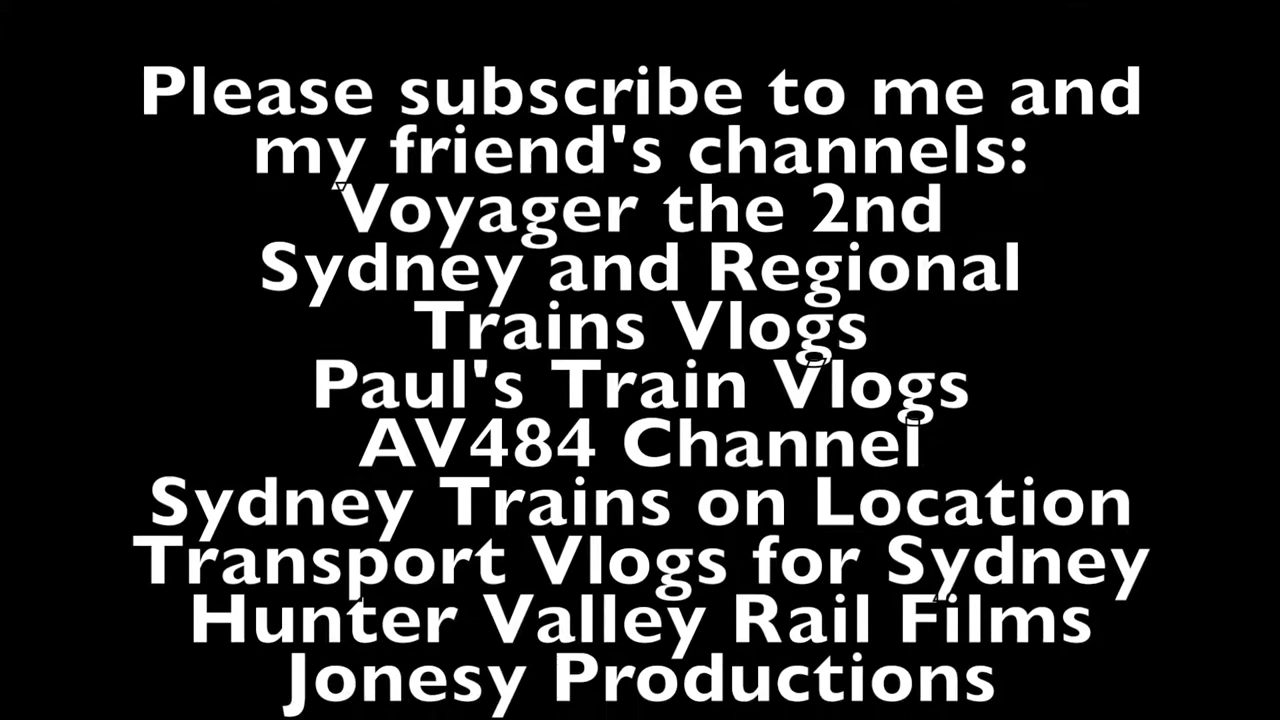 Please subscribe to me and
my friend's channels:
Voyager the 2nd
Sydney and Regional
Trains Vlogs
Paul's Train Vlogs
AV484 Channel
Sydney Trains on Location
Transport Vlogs for Sydney
Hunter Valley Rail Films
Jonesy Productions